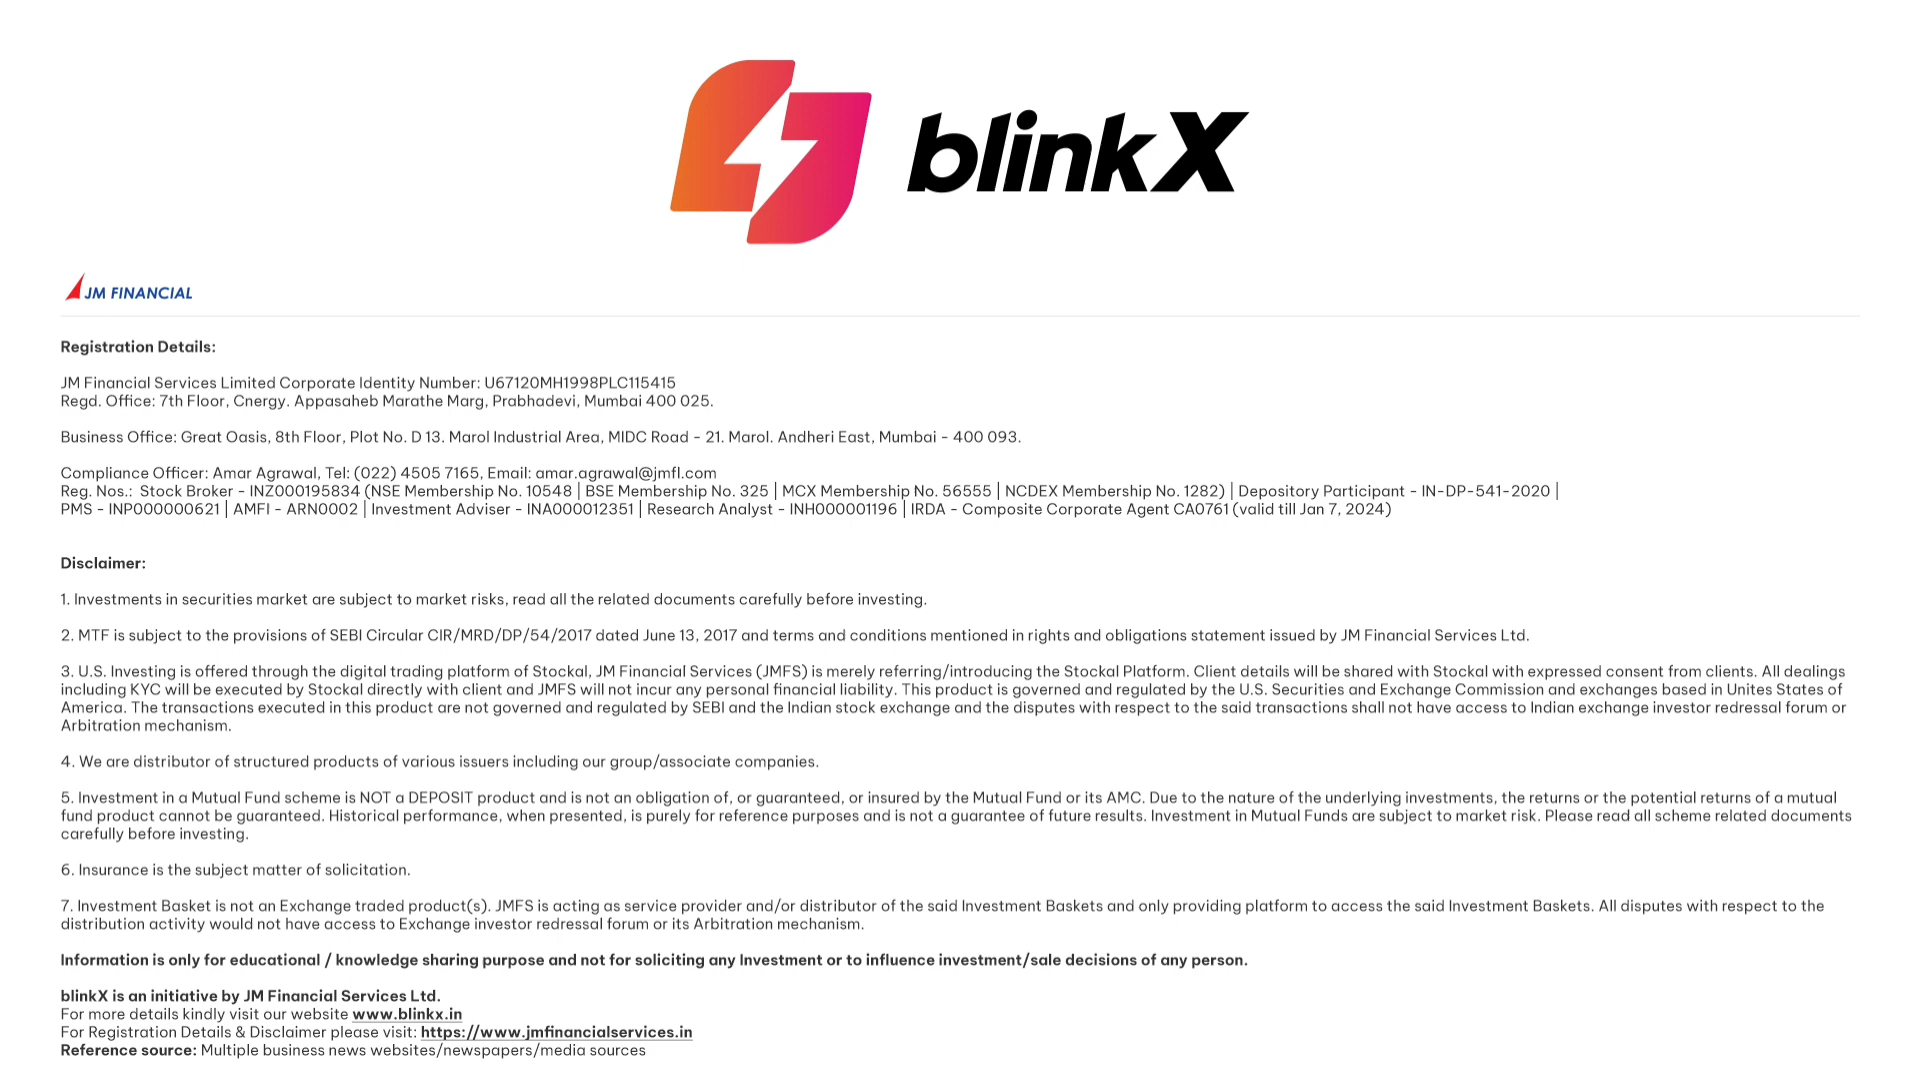 blinkX
JM FINANCIAL
Registration Details:
JM Financial Services Limited Corporate Identity Number: U67120MH1998PLC115415
Regd. Office: 7th Floor, Cnergy. Appasaheb Marathe Marg, Prabhadevi, Mumbai 400 025.
Business Office: Great Oasis, 8th Floor, Plot No. D 13. Marol Industrial Area, MIDC Road - 21. Marol. Andheri East, Mumbai - 400 093.
Compliance Officer: Amar Agrawal, Tel: (022) 4505 7165, Email: amar.agrawal@jmfl.com
Reg. Nos.: Stock Broker - INZ000195834 (NSE Membership No. 10548 | BSE Membership No. 325 | MCX Membership No. 56555 | NCDEX Membership No. 1282) | Depository Participant - IN-DP-541-2020 |
PMS - INP000000621 | AMFI - ARN0002 | Investment Adviser - INA000012351 | Research Analyst - INH000001196 | IRDA - Composite Corporate Agent CA0761 (valid till Jan 7, 2024)
Disclaimer:
1. Investments in securities market are subject to market risks, read all the related documents carefully before investing.
2. MTF is subject to the provisions of SEBI Circular CIR/MRD/DP/54/2017 dated June 13, 2017 and terms and conditions mentioned in rights and obligations statement issued by JM Financial Services Ltd.
3. U.S. Investing is offered through the digital trading platform of Stockal, JM Financial Services (JMFS) is merely referring/introducing the Stockal Platform. Client details will be shared with Stockal with expressed consent from clients. All dealings
including KYC will be executed by Stockal directly with client and JMFS will not incur any personal financial liability. This product is governed and regulated by the U.S. Securities and Exchange Commission and exchanges based in Unites States of
America. The transactions executed in this product are not governed and regulated by SEBI and the Indian stock exchange and the disputes with respect to the said transactions shall not have access to Indian exchange investor redressal forum or
Arbitration mechanism.
4. We are distributor of structured products of various issuers including our group/associate companies.
5. Investment in a Mutual Fund scheme is NOT a DEPOSIT product and is not an obligation of, or guaranteed, or insured by the Mutual Fund or its AMC. Due to the nature of the underlying investments, the returns or the potential returns of a mutual
fund product cannot be guaranteed. Historical performance, when presented, is purely for reference purposes and is not a guarantee of future results. Investment in Mutual Funds are subject to market risk. Please read all scheme related documents
carefully before investing.
6. Insurance is the subject matter of solicitation.
7. Investment Basket is not an Exchange traded product(s). JMFS is acting as service provider and/or distributor of the said Investment Baskets and only providing platform to access the said Investment Baskets. All disputes with respect to the
distribution activity would not have access to Exchange investor redressal forum or its Arbitration mechanism.
Information is only for educational / knowledge sharing purpose and not for soliciting any Investment or to influence investment/sale decisions of any person.
blinkX is an initiative by JM Financial Services Ltd.
For more details kindly visit our website www.blinkx.in
For Registration Details & Disclaimer please visit: https://www.jmfinancialservices.in
Reference source: Multiple business news websites/newspapers/media sources